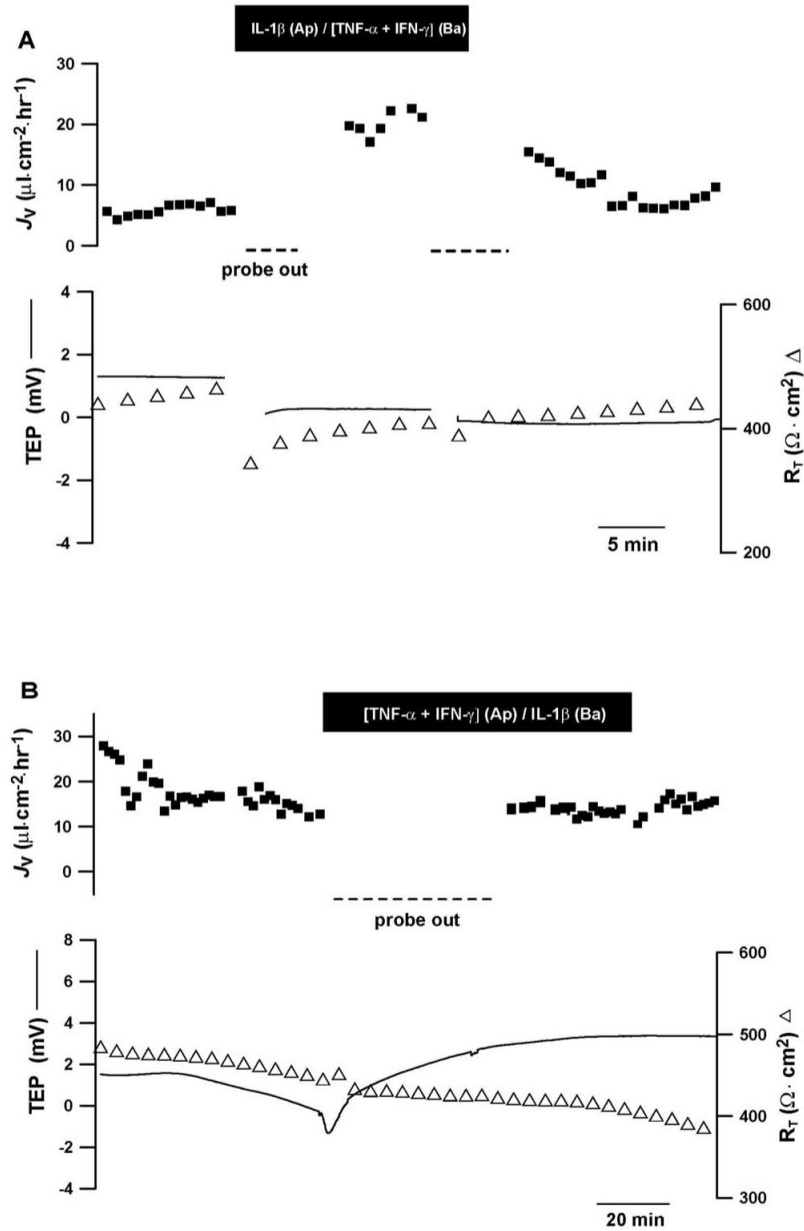 A
IL-1β (Ap) / [TNF-α + IFN-γ] (Ba)
30
20
10
0
Jv (μl·cm-2·hr-1)
probe out
4
2
0
-2
-4
TEP (mV)
600
400
200
RT (Ω · cm2) Δ
5 min
B
[TNF-α + IFN-γ] (Ap) / IL-1β (Ba)
30
20
10
0
Jv (μl·cm-2·hr-1)
probe out
8
6
4
2
0
-2
-4
TEP (mV)
600
500
400
300
RT (Ω · cm2) Δ
20 min